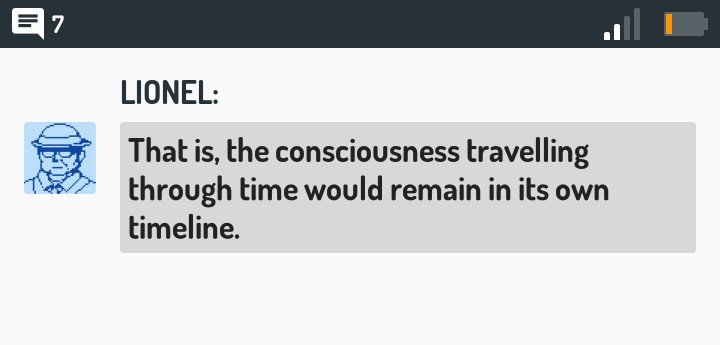 7
LIONEL:
That is, the consciousness travelling
through time would remain in its own
timeline.